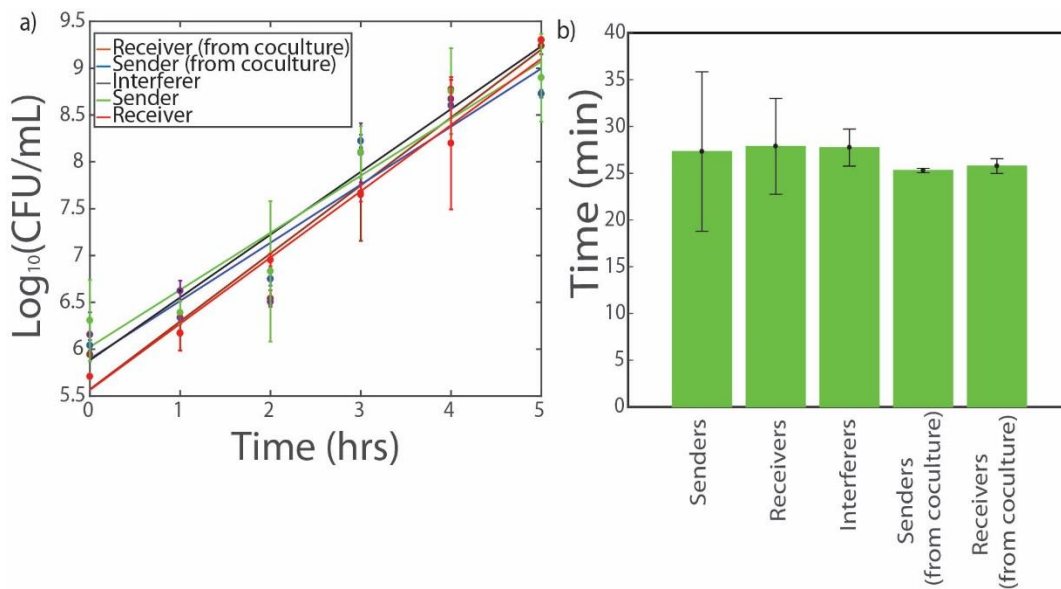 a)
Log10(CFU/mL)
9.5
9
8.5
8
7.5
7
6.5
6
5.5
Receiver (from coculture)
Sender (from coculture)
Interferer
Sender
Receiver
0 1 2 3 4 5
Time (hrs)
b)
Time (min)
40
35
30
25
20
15
10
5
0
Senders
Receivers
Interferers
Senders
(from coculture)
Receivers
(from coculture)